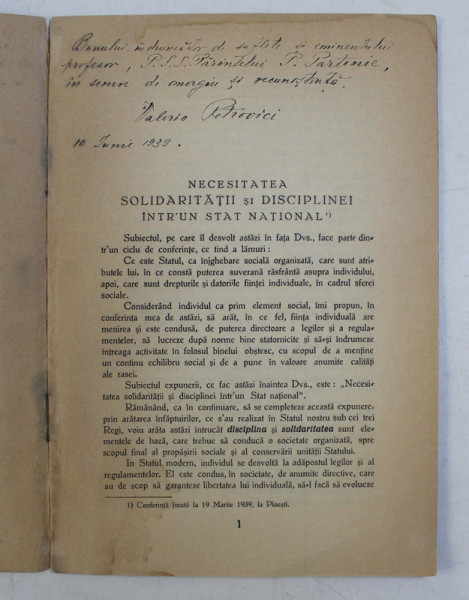 Bunului îndrumător de suflete și eminentului
profesor, P.S.S. Părintelui P. Partenie,
în semn de omagiu și recunoștință.
Valeriu Petrovici
10 Iunie 1939.
NECESITATEA
SOLIDARITĂȚII și DISCIPLINEI
ÎNTR'UN STAT NAȚIONAL¹)
Subiectul, pe care îl desvolt astăzi în fața Dvs., face parte din-
tr'un ciclu de conferințe, ce tind a lămuri :
Ce este Statul, ca înjghebare socială organizată, care sunt atri-
butele lui, în ce constă puterea suverană răsfrântă asupra individului,
apoi, care sunt drepturile și datoriile ființei individuale, în cadrul sferei
sociale.
Considerând individul ca prim element social, îmi propun, în
conferința mea de astăzi, să arăt, în ce fel, ființa individuală are
menirea și este condusă, de puterea directoare a legilor și a regula-
mentelor, să lucreze după norme bine statornicite și să-și îndrumeze
întreaga activitate în folosul binelui obștesc, cu scopul de a menține
un continu echilibru social și de a pune în valoare anumite calități
ale rasei.
Subiectul expunerii, ce fac astăzi înaintea Dvs., este : „Necesi-
tatea solidarității și disciplinei într'un Stat național".
Rămânând, ca în continuare, să se completeze această expunere,
prin arătarea înfăptuirilor, ce s'au realizat în Statul nostru sub cei trei
Regi, voiu arăta astăzi întrucât disciplina și solidaritatea sunt ele-
mentele de bază, care trebue să conducă o societate organizată, spre
scopul final al propășirii sociale și al conservării unității Statului.
În Statul modern, individul se desvoltă la adăpostul legilor și al
regulamentelor. El este condus, în societate, de anumite directive, care
au de scop să garanteze libertatea lui individuală, să-l facă să evolueze
1) Conferință ținută la 19 Martie 1939, la Ploești.
1